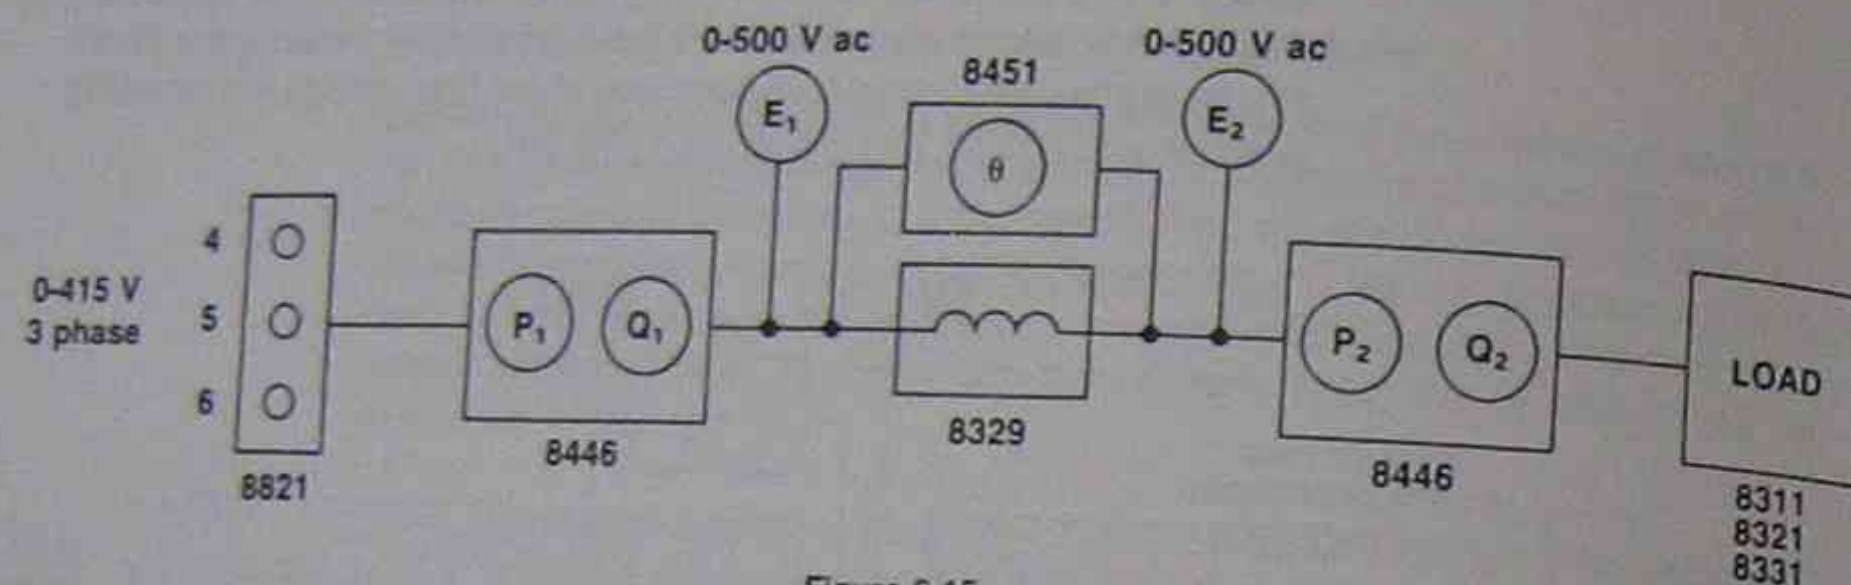 0-500 V ac
0-500 V ac
8451
E₁
E₂
θ
4
0-415 V
5
3 phase
6
P₁ Q₁
P₂ Q₂
LOAD
8329
8446
8446
8821
8311
8321
8331